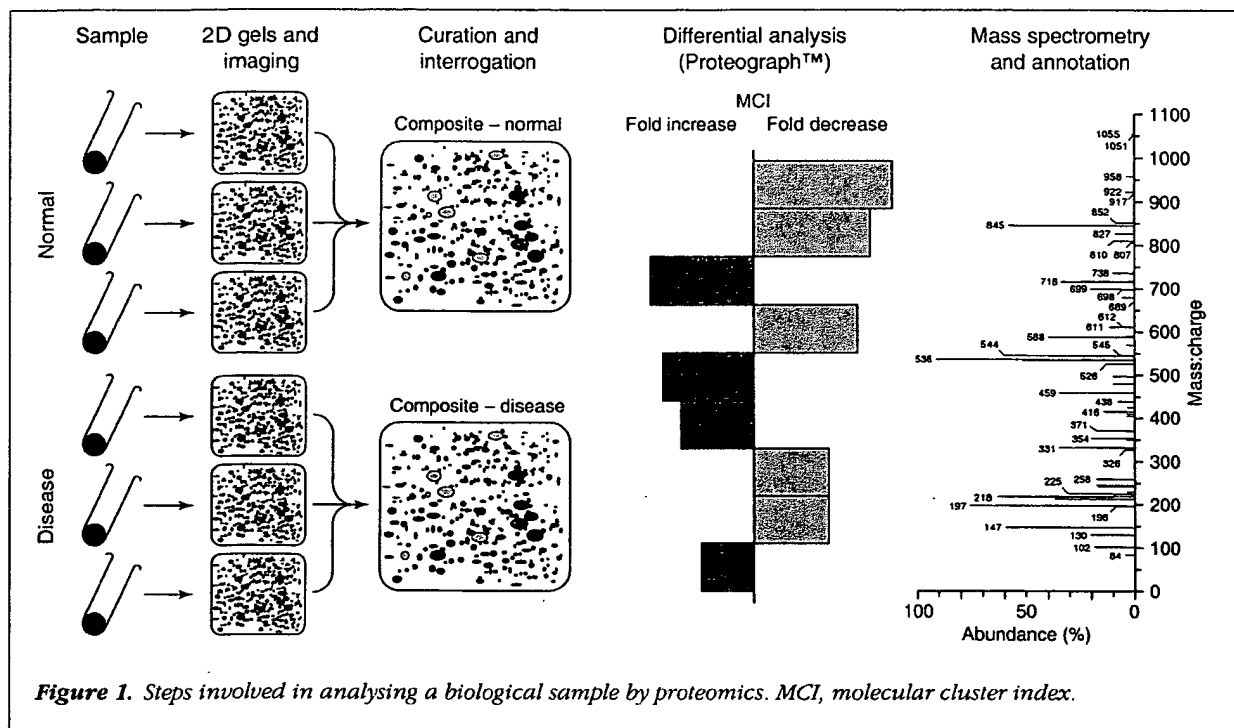 Sample
2D gels and
imaging
Curation and
interrogation
Differential analysis
(Proteograph™)
Mass spectrometry
and annotation
Normal
Disease
Composite – normal
Composite – disease
MCI
Fold increase
Fold decrease
1055
1051
958
922
917
852
845
827
810 807
738
716
699
698
669
612
611
588
545
544
536
526
459
438
416
371
354
331
326
258
225
218
197
196
147
130
102
84
1100
1000
900
800
700
600
500
400
300
200
100
0
Mass:charge
100 50 0
Abundance (%)
Figure 1. Steps involved in analysing a biological sample by proteomics. MCI, molecular cluster index.